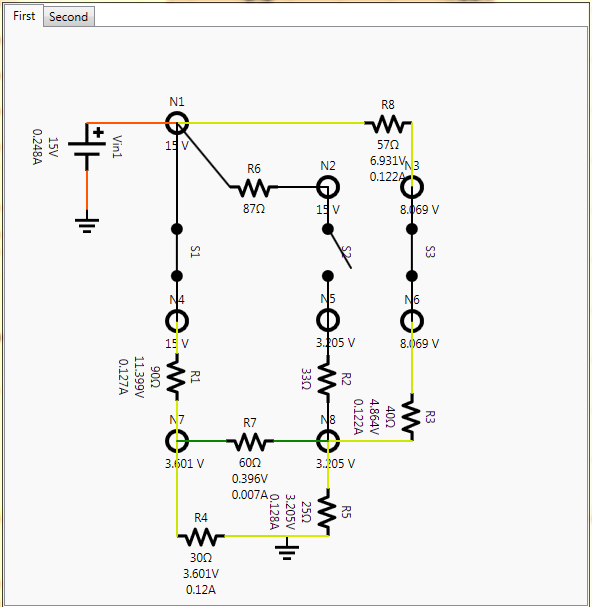 First
Second
N1
15 V
R8
57Ω
6.931V
0.122A
N3
8.069 V
Vin1
15V
0.248A
R6
87Ω
N2
15 V
S1
S2
S3
N4
15 V
N5
3.205 V
N6
8.069 V
R1
90Ω
11.399V
0.127A
R2
33Ω
R3
40Ω
4.864V
0.122A
N7
3.601 V
R7
60Ω
0.396V
0.007A
N8
3.205 V
R5
25Ω
3.205V
0.128A
R4
30Ω
3.601V
0.12A